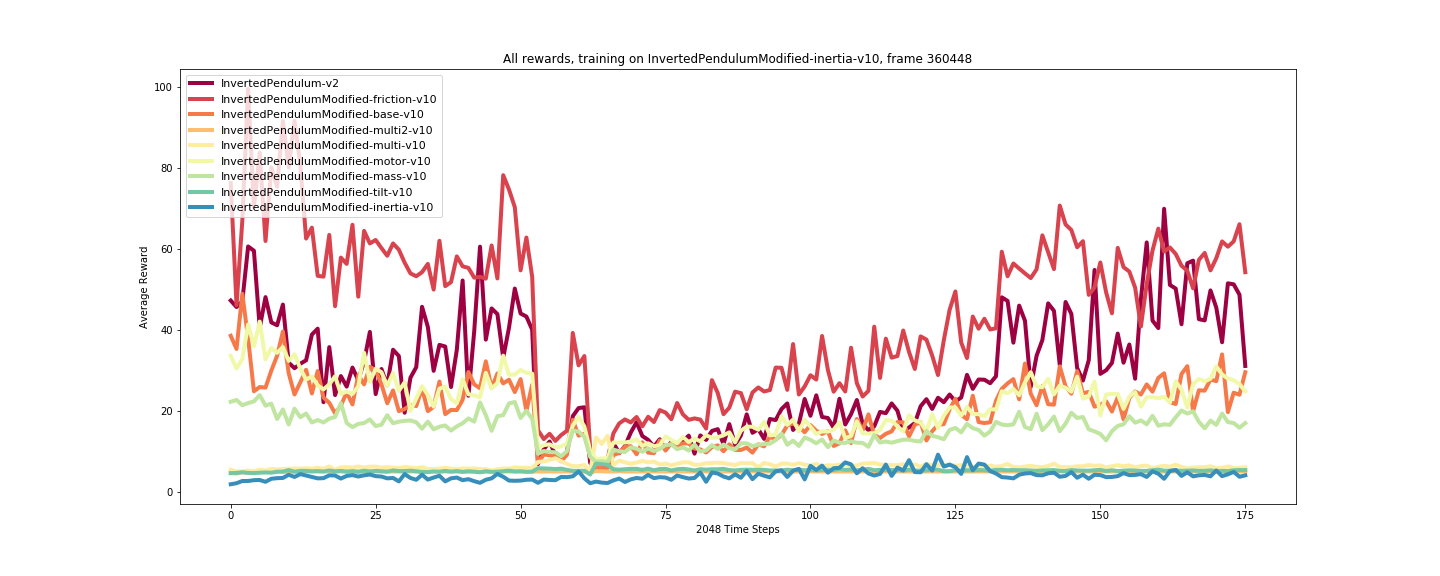 All rewards, training on InvertedPendulumModified-inertia-v10, frame 360448
InvertedPendulum-v2
InvertedPendulumModified-friction-v10
InvertedPendulumModified-base-v10
InvertedPendulumModified-multi2-v10
InvertedPendulumModified-multi-v10
InvertedPendulumModified-motor-v10
InvertedPendulumModified-mass-v10
InvertedPendulumModified-tilt-v10
InvertedPendulumModified-inertia-v10
100
80
60
40
20
0
Average Reward
0 25 50 75 100 125 150 175
2048 Time Steps